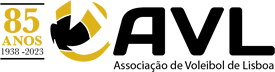 85
ANOS
1938 -2023
AVL
Associação de Voleibol de Lisboa